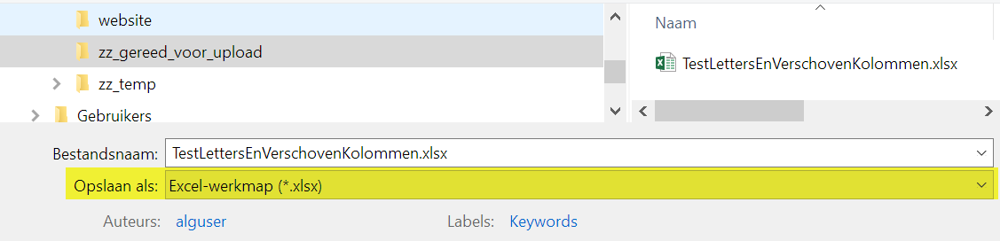 website
zz_gereed_voor_upload
zz_temp
Gebruikers
Naam
TestLettersEnVerschovenKolommen.xlsx
Bestandsnaam: TestLettersEnVerschovenKolommen.xlsx
Opslaan als: Excel-werkmap (*.xlsx)
Auteurs: alguser Labels: Keywords